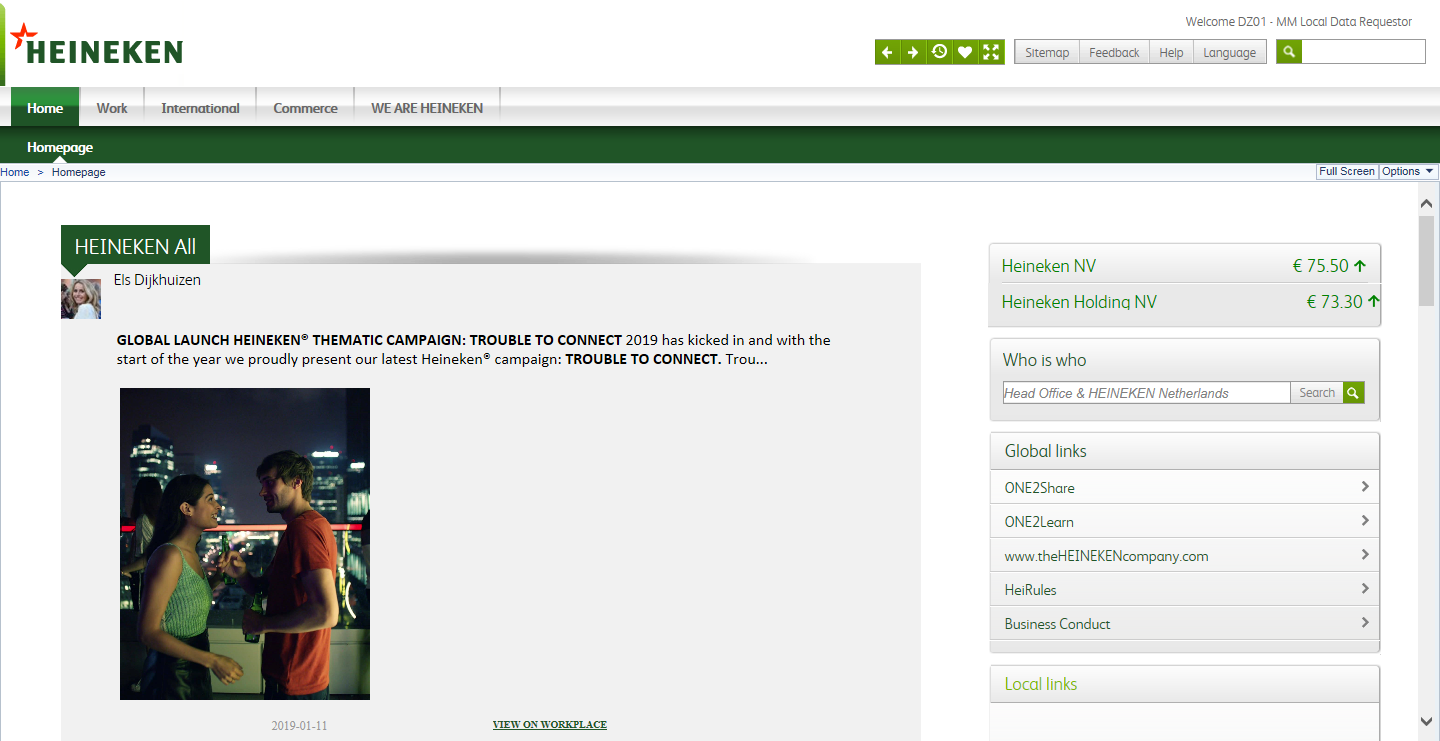 Welcome DZ01 - MM Local Data Requestor
HEINEKEN
Sitemap Feedback Help Language
Home Work International Commerce WE ARE HEINEKEN
Homepage
Home > Homepage
Full Screen Options
HEINEKEN All
Els Dijkhuizen
GLOBAL LAUNCH HEINEKEN® THEMATIC CAMPAIGN: TROUBLE TO CONNECT 2019 has kicked in and with the
start of the year we proudly present our latest Heineken® campaign: TROUBLE TO CONNECT. Trou...
2019-01-11 VIEW ON WORKPLACE
Heineken NV € 75.50
Heineken Holding NV € 73.30
Who is who
Head Office & HEINEKEN Netherlands Search
Global links
ONE2Share
ONE2Learn
www.theHEINEKENcompany.com
HeiRules
Business Conduct
Local links